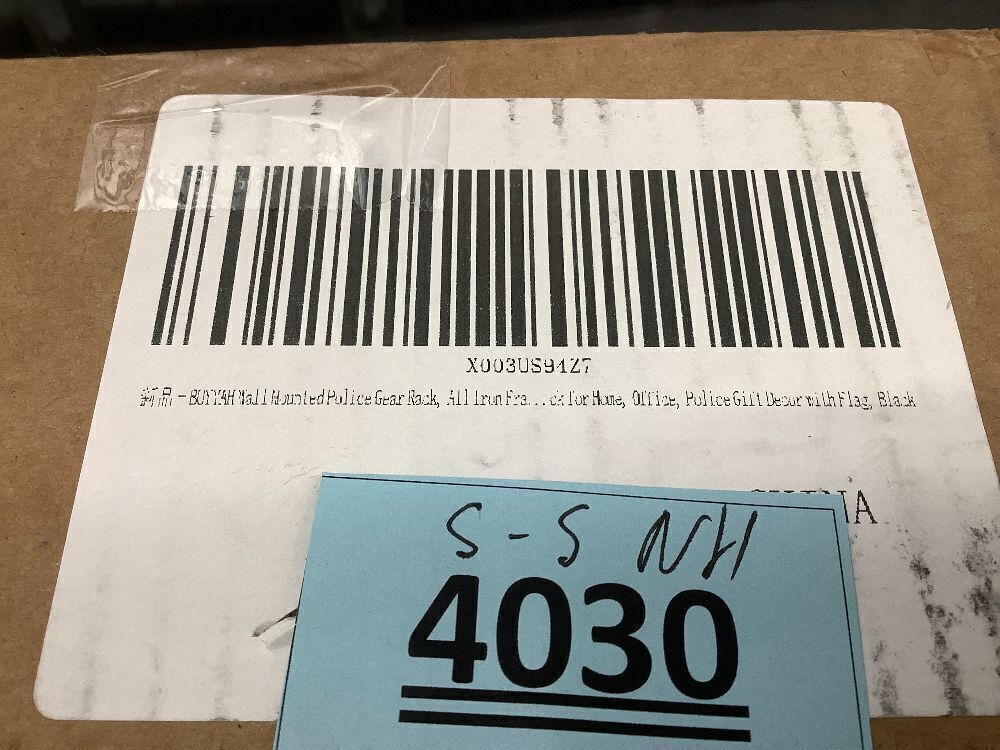 X003US94Z7
新品 - BUYYAH Wall Mounted Police Gear Rack, All Iron Fra...ck for Home, Office, Police Gift Decor with Flag, Black
S-S NH
4030